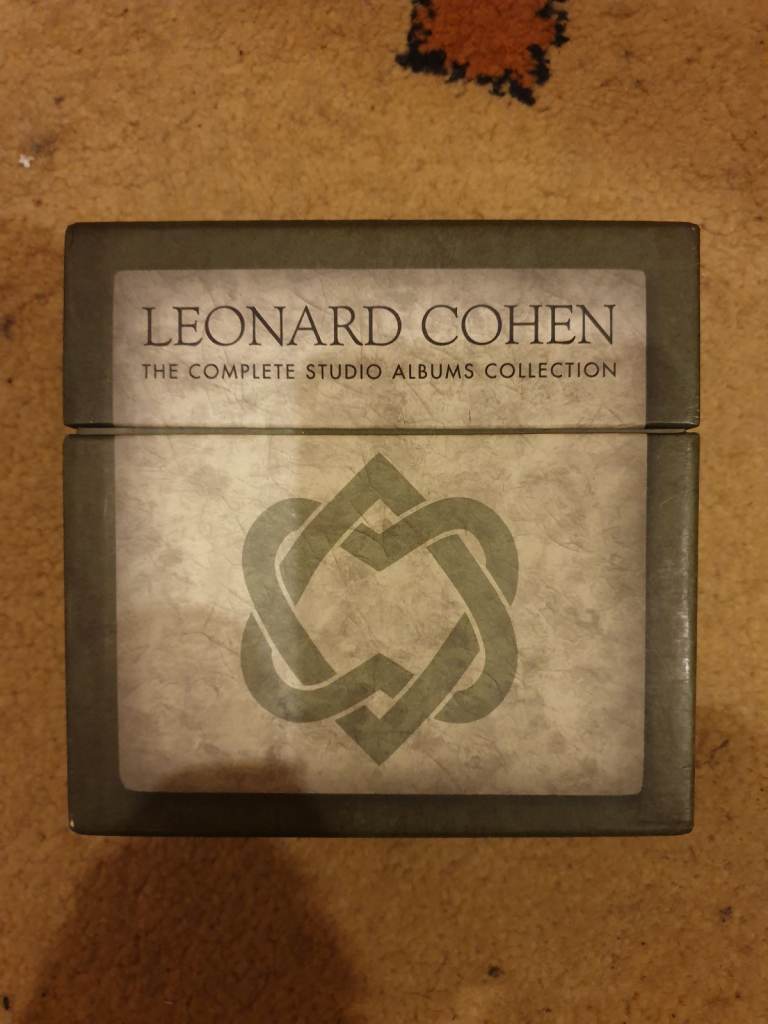 LEONARD COHEN
THE COMPLETE STUDIO ALBUMS COLLECTION